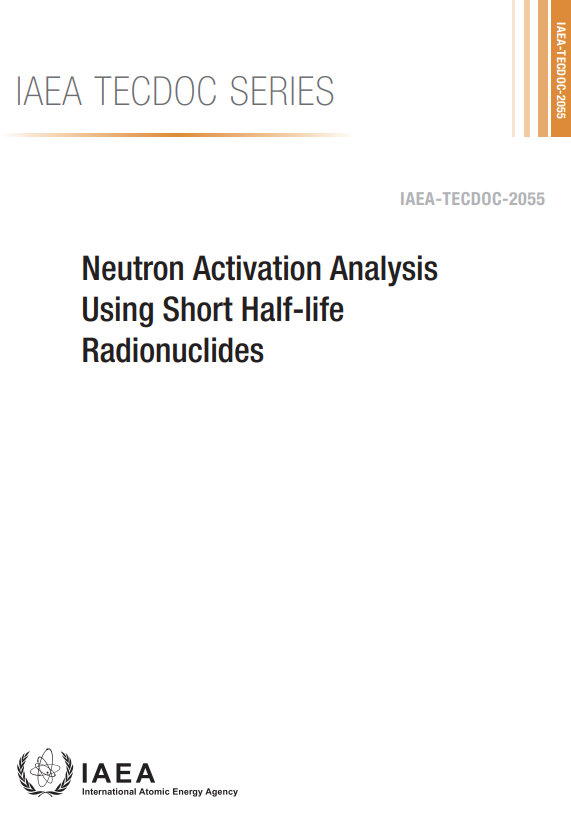 IAEA TECDOC SERIES
IAEA-TECDOC-2055
IAEA-TECDOC-2055
Neutron Activation Analysis
Using Short Half-life
Radionuclides
IAEA
International Atomic Energy Agency